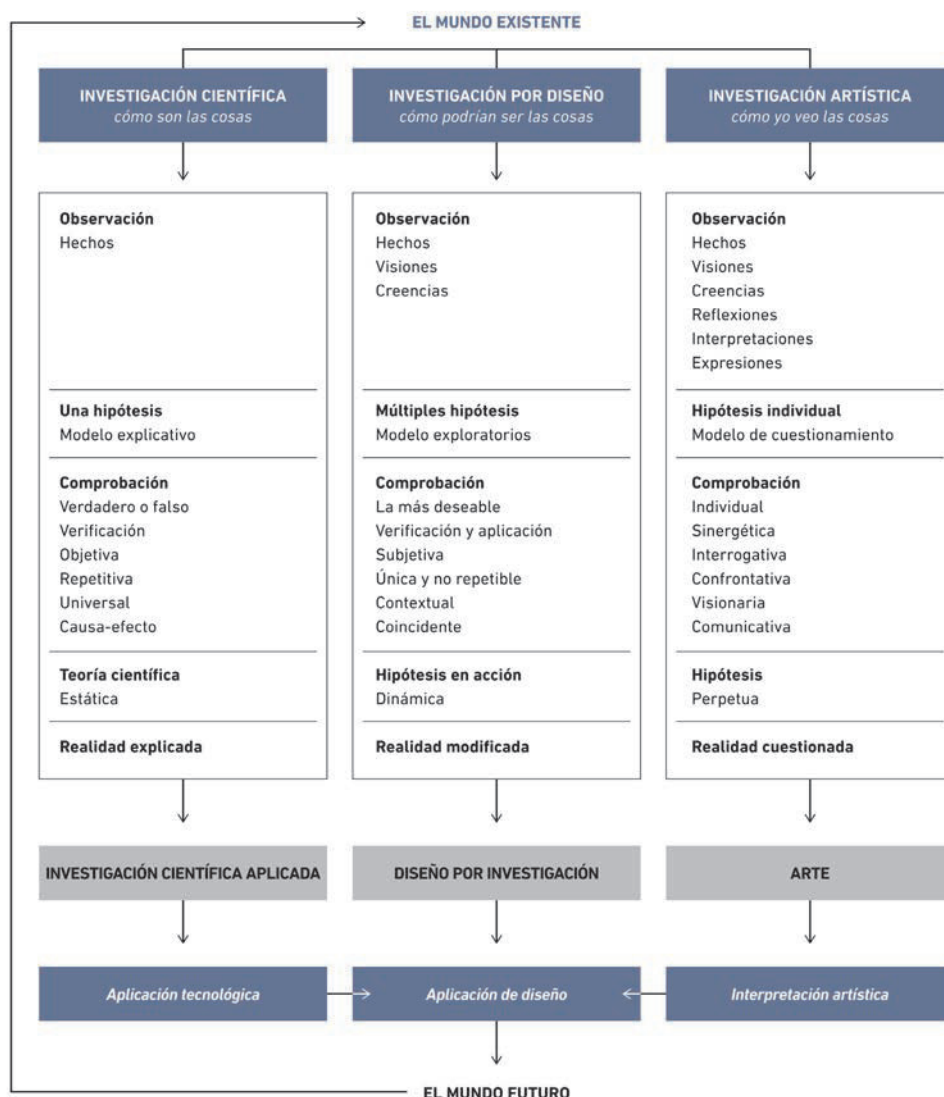 EL MUNDO EXISTENTE
INVESTIGACIÓN CIENTÍFICA
cómo son las cosas
Observación
Hechos
Una hipótesis
Modelo explicativo
Comprobación
Verdadero o falso
Verificación
Objetiva
Repetitiva
Universal
Causa-efecto
Teoría científica
Estática
Realidad explicada
INVESTIGACIÓN CIENTÍFICA APLICADA
Aplicación tecnológica
INVESTIGACIÓN POR DISEÑO
cómo podrían ser las cosas
Observación
Hechos
Visiones
Creencias
Múltiples hipótesis
Modelo exploratorios
Comprobación
La más deseable
Verificación y aplicación
Subjetiva
Única y no repetible
Contextual
Coincidente
Hipótesis en acción
Dinámica
Realidad modificada
DISEÑO POR INVESTIGACIÓN
Aplicación de diseño
INVESTIGACIÓN ARTÍSTICA
cómo yo veo las cosas
Observación
Hechos
Visiones
Creencias
Reflexiones
Interpretaciones
Expresiones
Hipótesis individual
Modelo de cuestionamiento
Comprobación
Individual
Sinergética
Interrogativa
Confrontativa
Visionaria
Comunicativa
Hipótesis
Perpetua
Realidad cuestionada
ARTE
Interpretación artística
EL MUNDO FUTURO